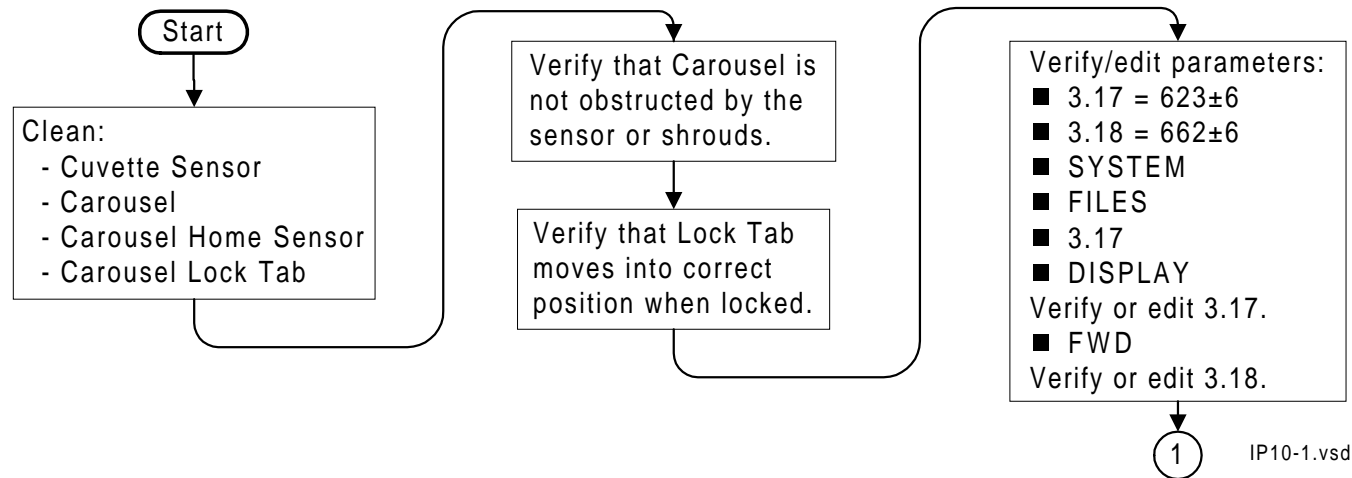 Start
Clean:
- Cuvette Sensor
- Carousel
- Carousel Home Sensor
- Carousel Lock Tab
Verify that Carousel is
not obstructed by the
sensor or shrouds.
Verify that Lock Tab
moves into correct
position when locked.
Verify/edit parameters:
■ 3.17 = 623±6
■ 3.18 = 662±6
■ SYSTEM
■ FILES
■ 3.17
■ DISPLAY
Verify or edit 3.17.
■ FWD
Verify or edit 3.18.
1
IP10-1.vsd